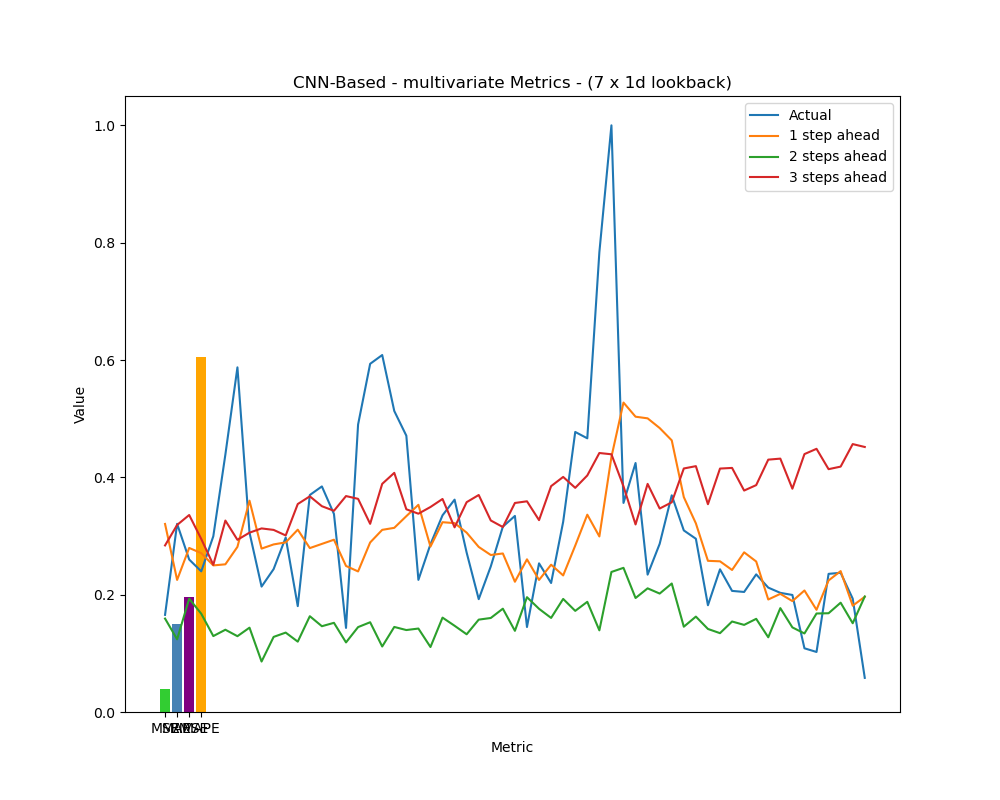 CNN-Based - multivariate Metrics - (7 x 1d lookback)
Actual
1 step ahead
2 steps ahead
3 steps ahead
1.0
0.8
0.6
0.4
0.2
0.0
Value
Metric